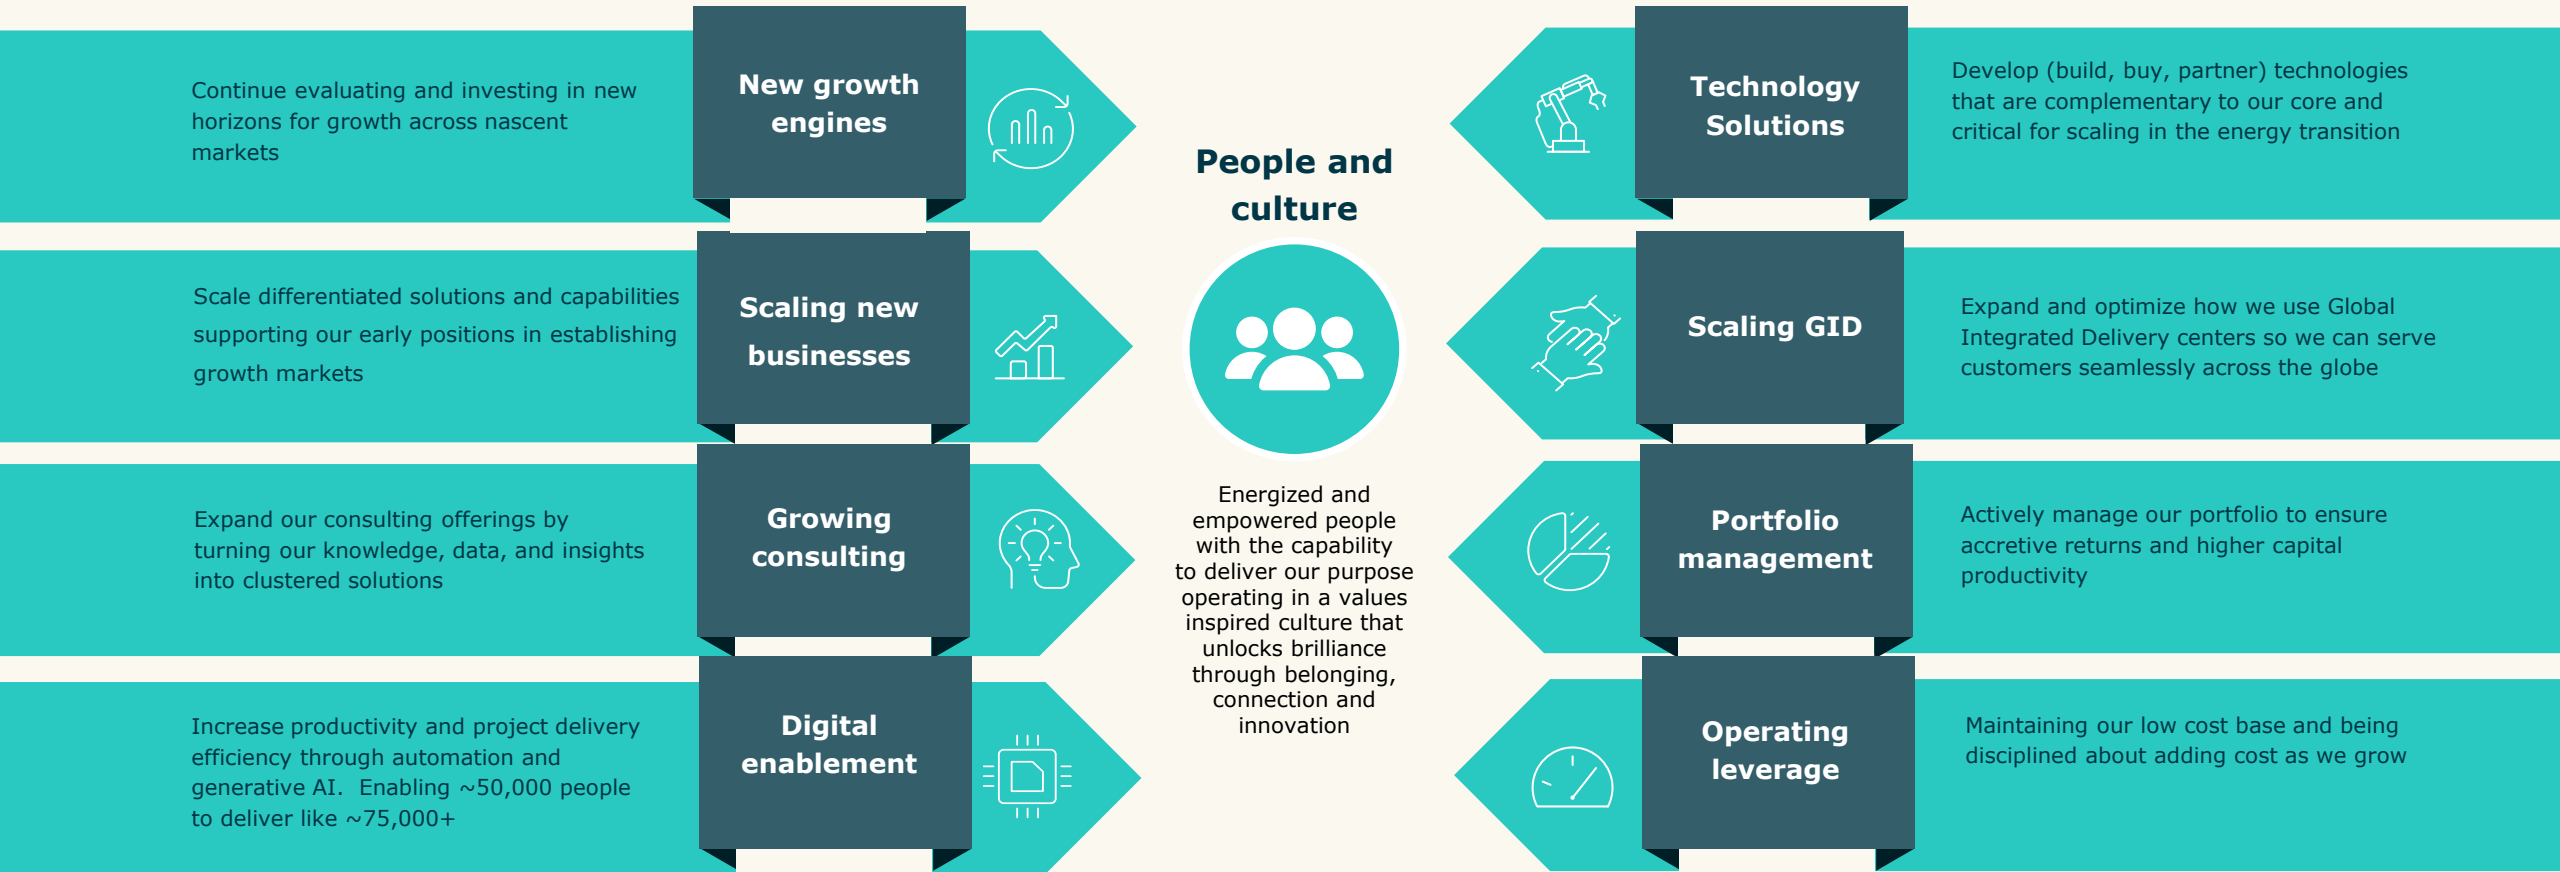 New growth
engines
Continue evaluating and investing in new
horizons for growth across nascent
markets
Scaling new
businesses
Scale differentiated solutions and capabilities
supporting our early positions in establishing
growth markets
Growing
consulting
Expand our consulting offerings by
turning our knowledge, data, and insights
into clustered solutions
Digital
enablement
Increase productivity and project delivery
efficiency through automation and
generative AI.  Enabling ~50,000 people
to deliver like ~75,000+
People and
culture
Energized and
empowered people
with the capability
to deliver our purpose
operating in a values
inspired culture that
unlocks brilliance
through belonging,
connection and
innovation
Technology
Solutions
Develop (build, buy, partner) technologies
that are complementary to our core and
critical for scaling in the energy transition
Scaling GID
Expand and optimize how we use Global
Integrated Delivery centers so we can serve
customers seamlessly across the globe
Portfolio
management
Actively manage our portfolio to ensure
accretive returns and higher capital
productivity
Operating
leverage
Maintaining our low cost base and being
disciplined about adding cost as we grow